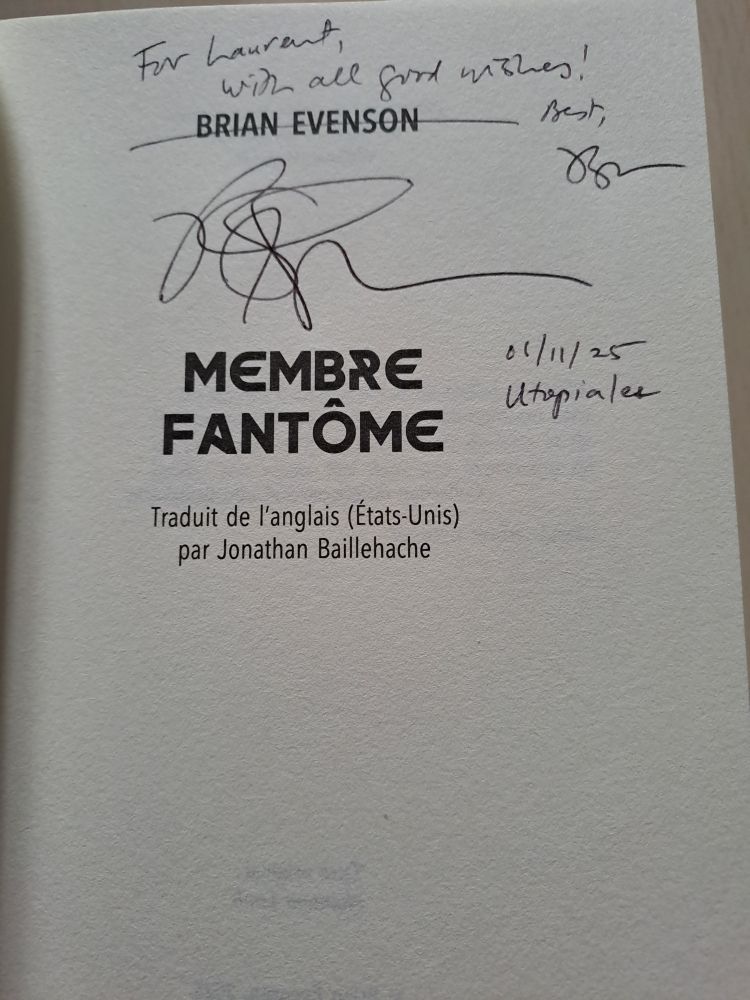 For Laurent,
with all good wishes!
BRIAN EVENSON
Best,
MEMBRE
FANTÔME
01/11/25
Utopiales
Traduit de l'anglais (États-Unis)
par Jonathan Baillehache